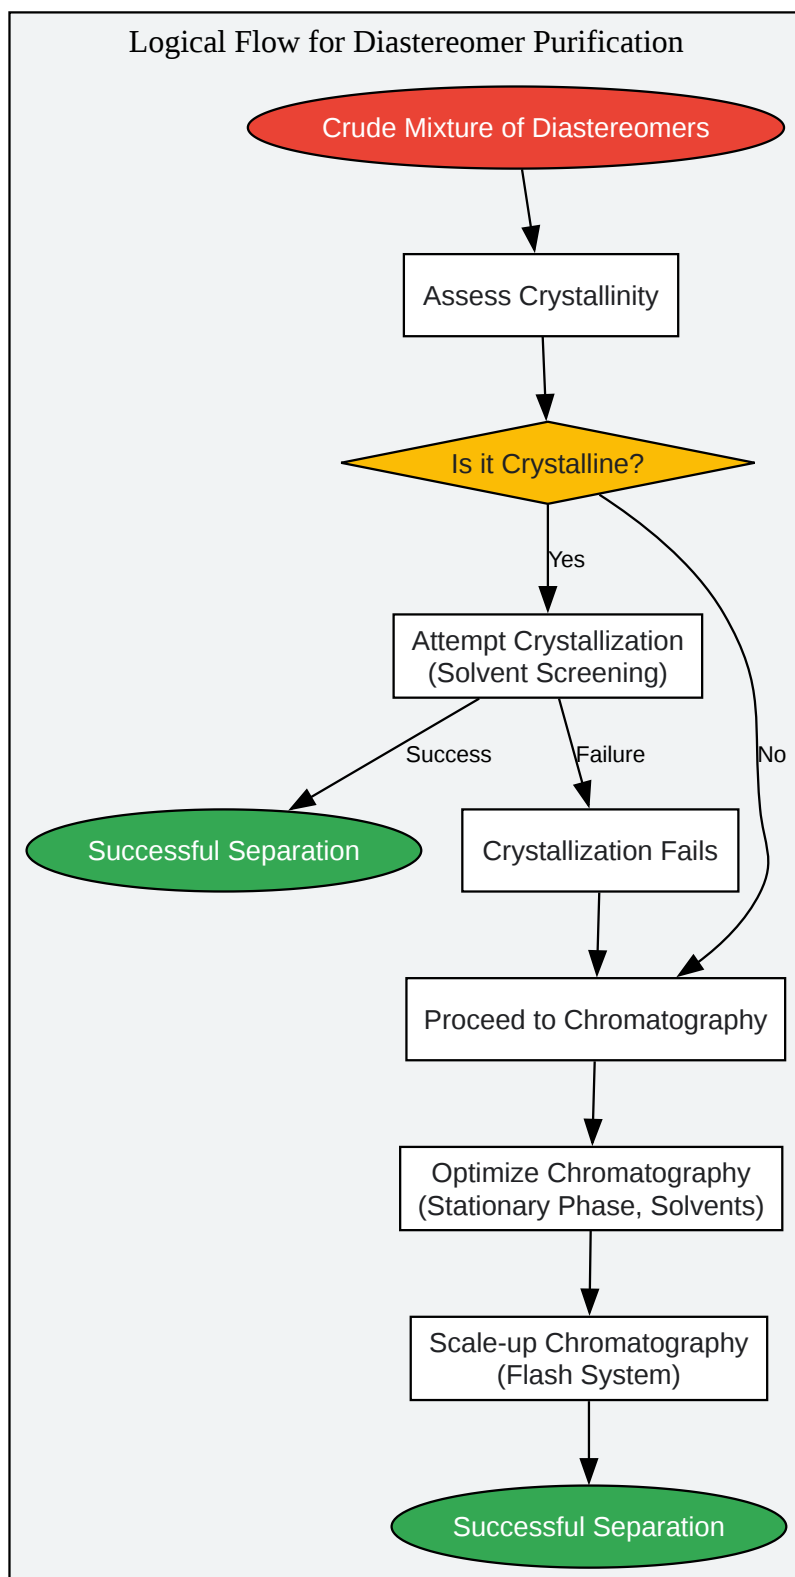 Logical Flow for Diastereomer Purification
Crude Mixture of Diastereomers
Assess Crystallinity
Is it Crystalline?
Yes
Attempt Crystallization
(Solvent Screening)
Success
Failure
No
Successful Separation
Crystallization Fails
Proceed to Chromatography
Optimize Chromatography
(Stationary Phase, Solvents)
Scale-up Chromatography
(Flash System)
Successful Separation